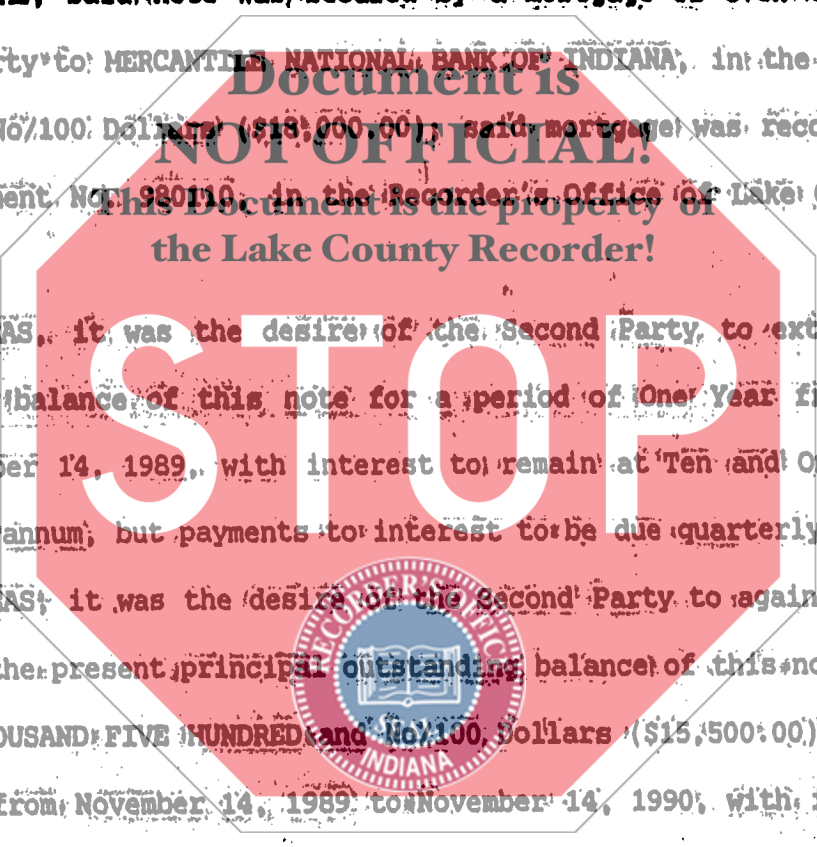 rty to MERCANTILE NATIONAL BANK OF INDIANA, in the
Document is
No/100 Dollars ($18,000.00); said mortgage was reco
NOT OFFICIAL!
ent No. 980110, in the Recorder's Office of Lake
This Document is the property of
the Lake County Recorder!
AS, it was the desire of the Second Party to ext
STOP
balance of this note for a period of One Year f
er 14, 1989, with interest to remain at Ten and O
annum, but payments to interest to be due quarterly
AS, it was the desire of the Second Party to again
RECORDER'S OFFICE
he present principal outstanding balance of this no
OUSAND FIVE HUNDRED and No/100 Dollars ($15,500.00)
INDIANA
from November 14, 1989 to November 14, 1990, with